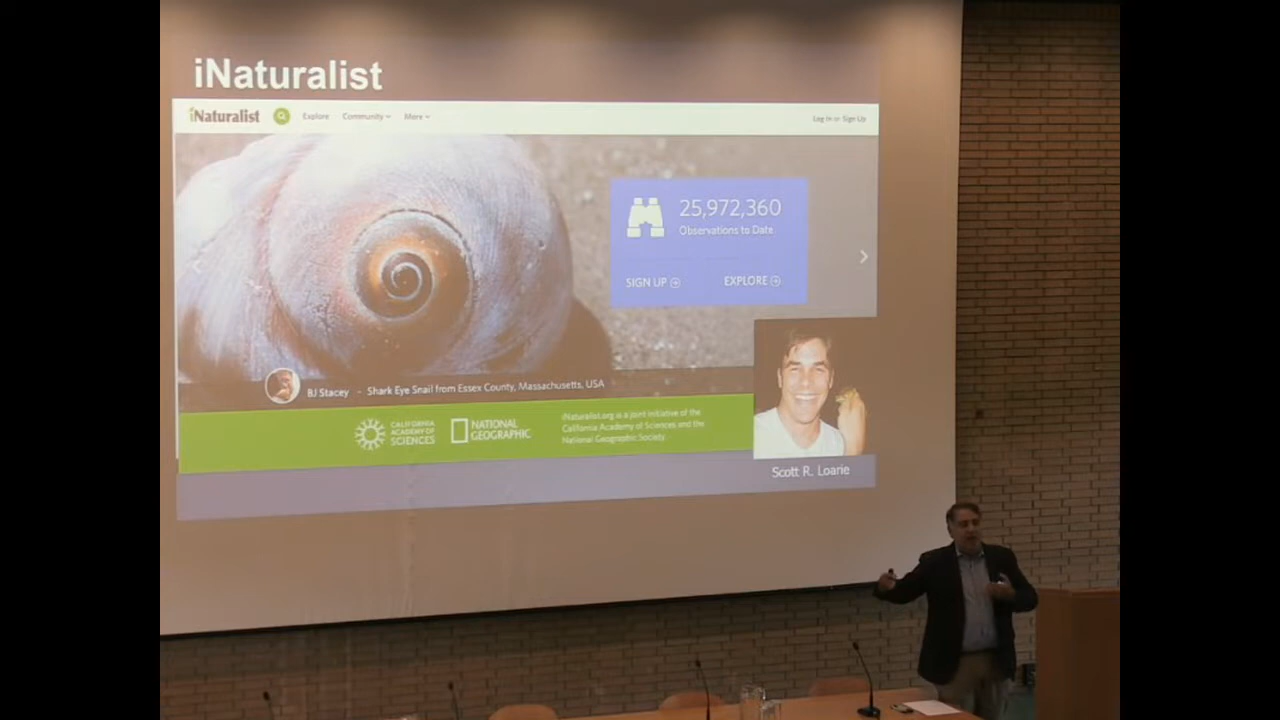 iNaturalist
iNaturalist Explore Community More Log In or Sign Up
25,972,360
Observations to Date
SIGN UP EXPLORE
BJ Stacey - Shark Eye Snail from Essex County, Massachusetts, USA
CALIFORNIA
ACADEMY OF
SCIENCES
NATIONAL
GEOGRAPHIC
iNaturalist.org is a joint initiative of the
California Academy of Sciences and the
National Geographic Society.
Scott R. Loarie